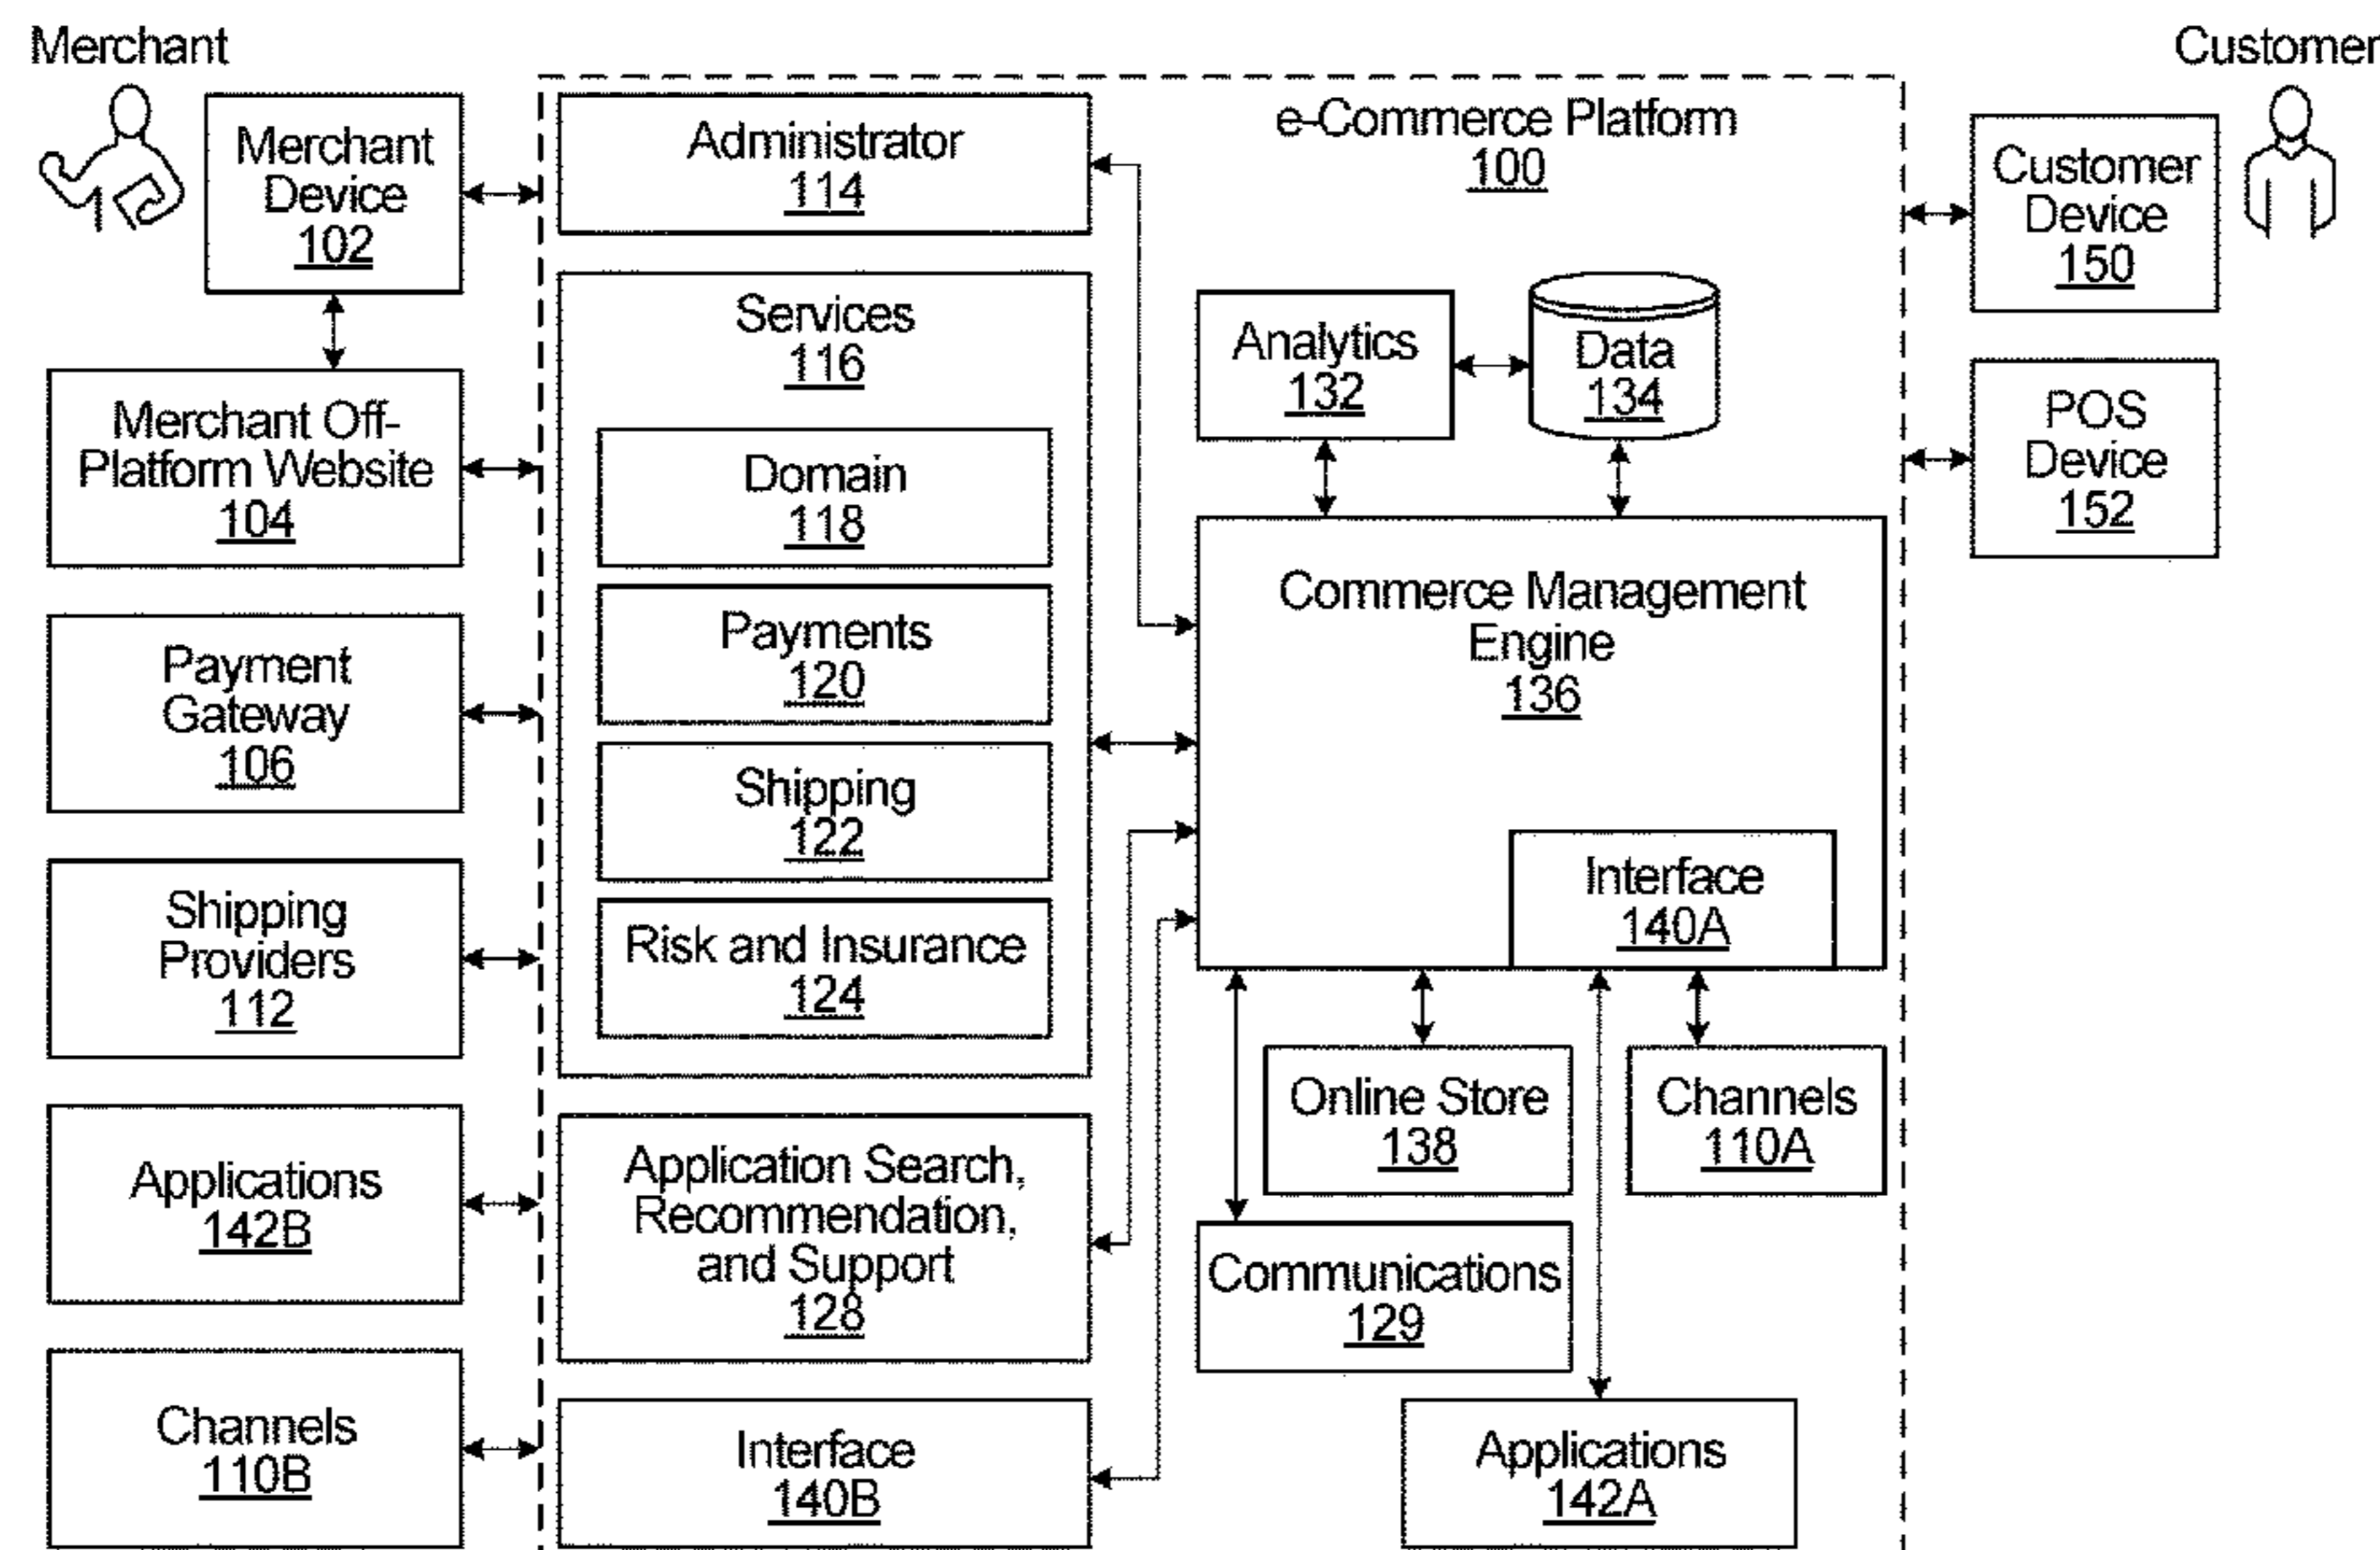 Merchant
Customer
Merchant
Device
102
Administrator
114
e-Commerce Platform
100
Customer
Device
150
Merchant Off-
Platform Website
104
Services
116
Domain
118
Payments
120
Shipping
122
Risk and Insurance
124
Analytics
132
Data
134
POS
Device
152
Payment
Gateway
106
Commerce Management
Engine
136
Interface
140A
Shipping
Providers
112
Online Store
138
Channels
110A
Applications
142B
Application Search,
Recommendation,
and Support
128
Communications
129
Channels
110B
Interface
140B
Applications
142A